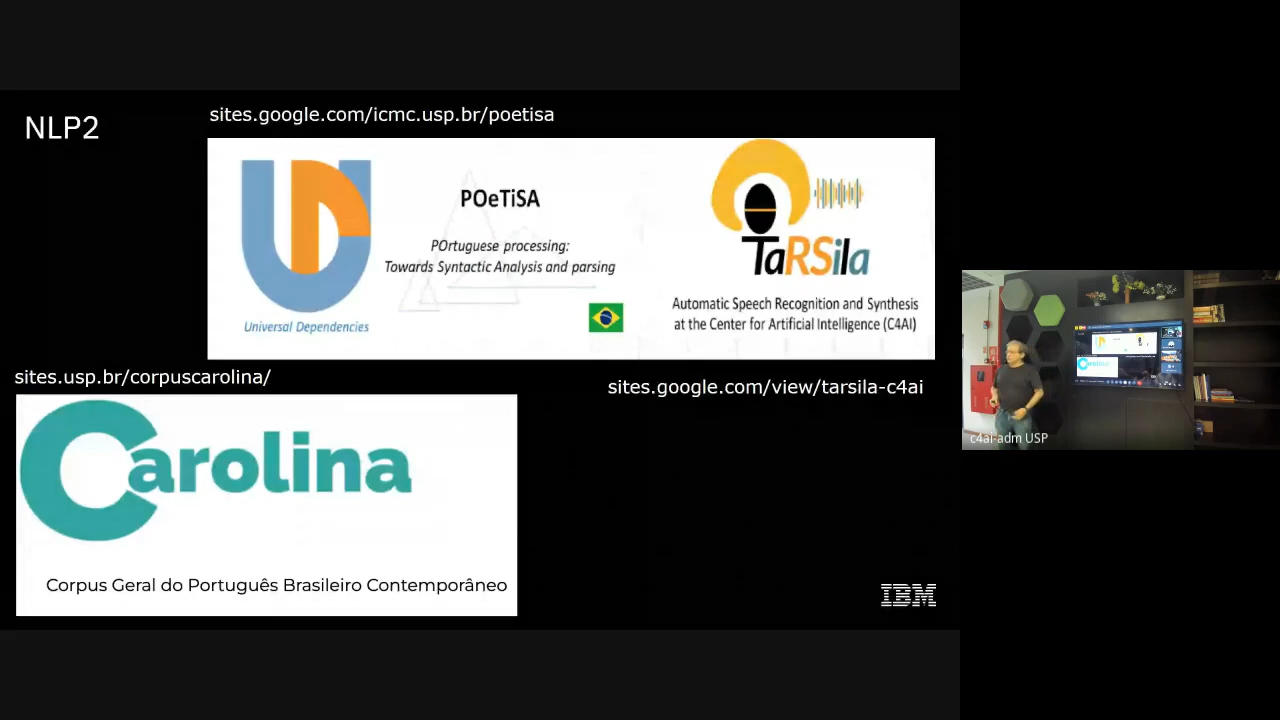 NLP2
sites.google.com/icmc.usp.br/poetisa
Universal Dependencies
POeTiSA
POrtuguese processing:
Towards Syntactic Analysis and parsing
TaRSila
Automatic Speech Recognition and Synthesis
at the Center for Artificial Intelligence (C4AI)
sites.usp.br/corpuscarolina/
sites.google.com/view/tarsila-c4ai
Carolina
Corpus Geral do Português Brasileiro Contemporâneo
IBM
c4ai-adm USP